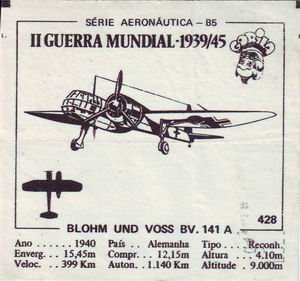 SÉRIE AERONÁUTICA - B5
II GUERRA MUNDIAL-1939/45
428
BLOHM UND VOSS BV. 141 A
Ano ...... 1940 País .. Alemanha Tipo .... Reconh.
Enverg... 15,45m Compr... 12,15m Altura ... 4.10m
Veloc. .. 399 Km Auton. 1.140 Km Altitude . 9.000m